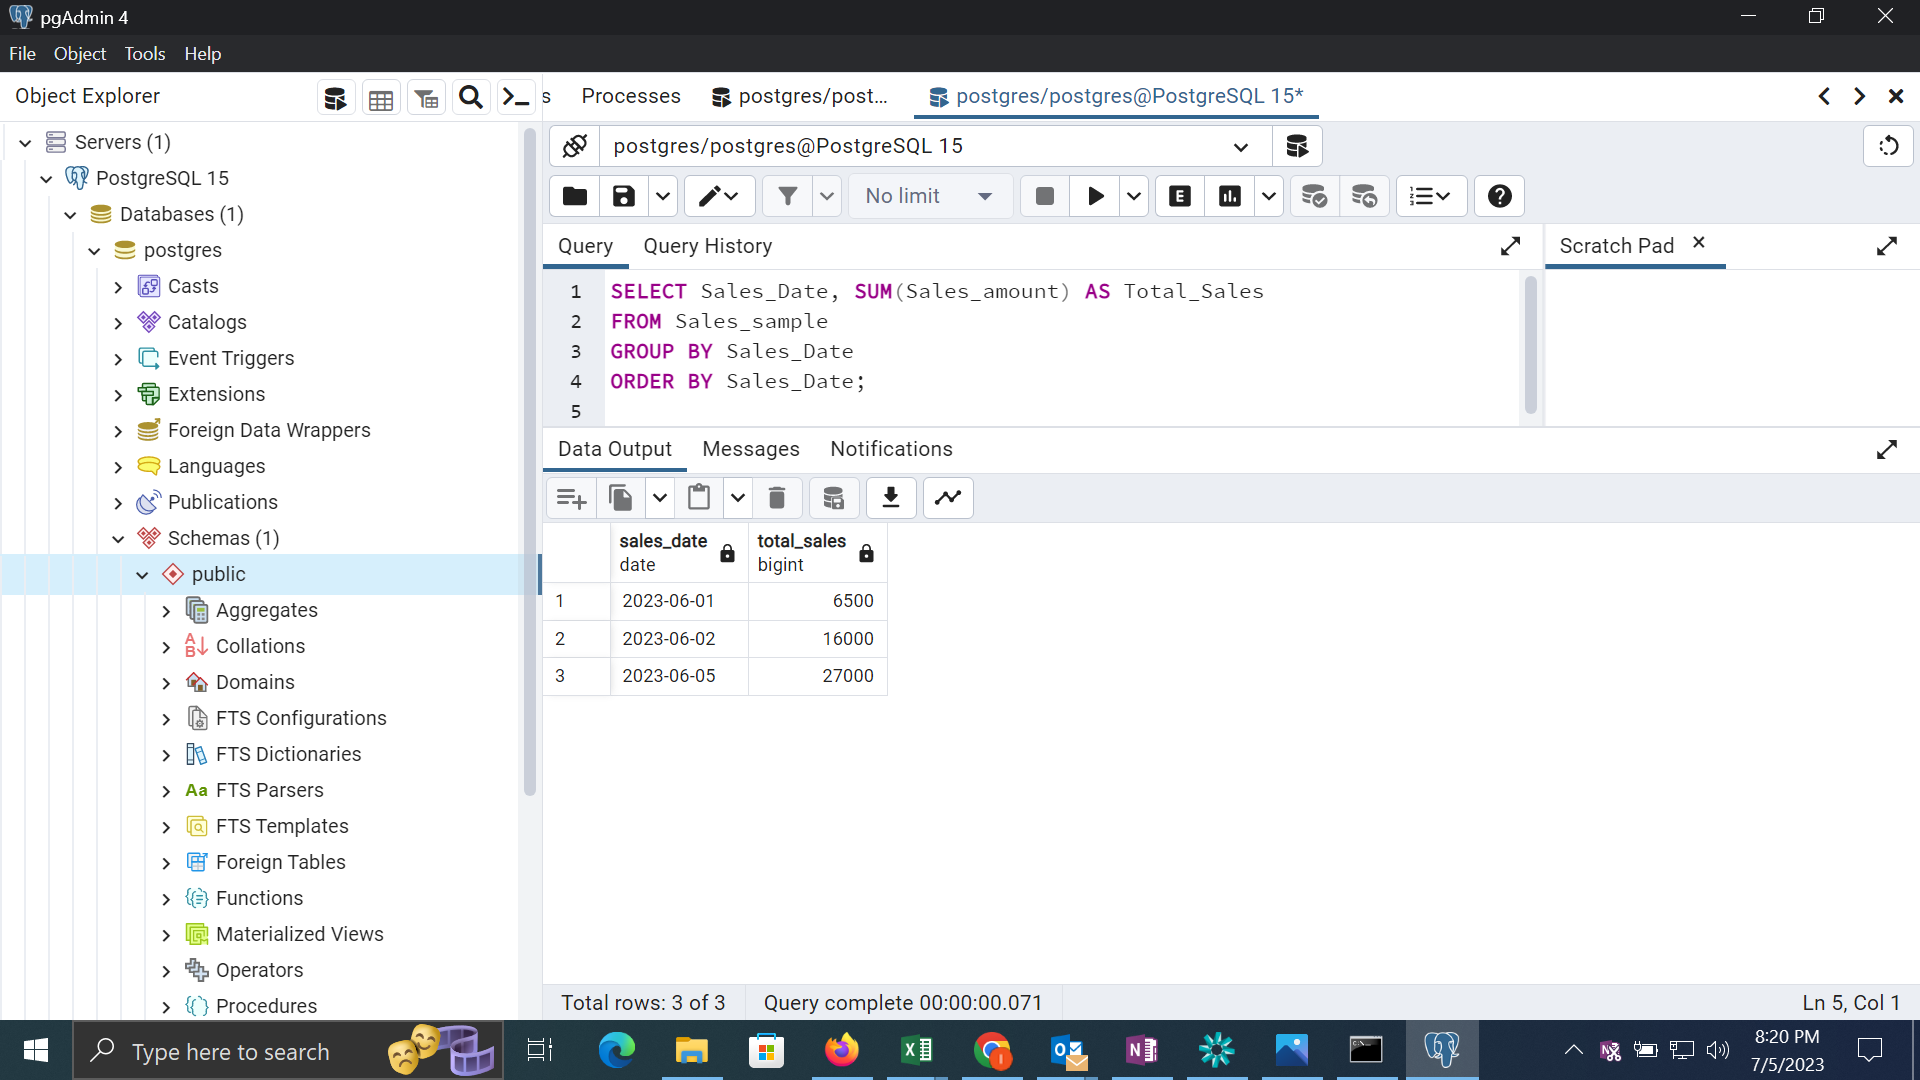 pgAdmin 4
File Object Tools Help
Object Explorer
s Processes postgres/post... postgres/postgres@PostgreSQL 15*
Servers (1)
PostgreSQL 15
Databases (1)
postgres
Casts
Catalogs
Event Triggers
Extensions
Foreign Data Wrappers
Languages
Publications
Schemas (1)
public
Aggregates
Collations
Domains
FTS Configurations
FTS Dictionaries
Aa FTS Parsers
FTS Templates
Foreign Tables
Functions
Materialized Views
Operators
Procedures
postgres/postgres@PostgreSQL 15
No limit
E
Query Query History
Scratch Pad
1 SELECT Sales_Date, SUM(Sales_amount) AS Total_Sales
2 FROM Sales_sample
3 GROUP BY Sales_Date
4 ORDER BY Sales_Date;
5
Data Output Messages Notifications
sales_date total_sales
date bigint
1 2023-06-01 6500
2 2023-06-02 16000
3 2023-06-05 27000
Total rows: 3 of 3 Query complete 00:00:00.071 Ln 5, Col 1
Type here to search
8:20 PM
7/5/2023